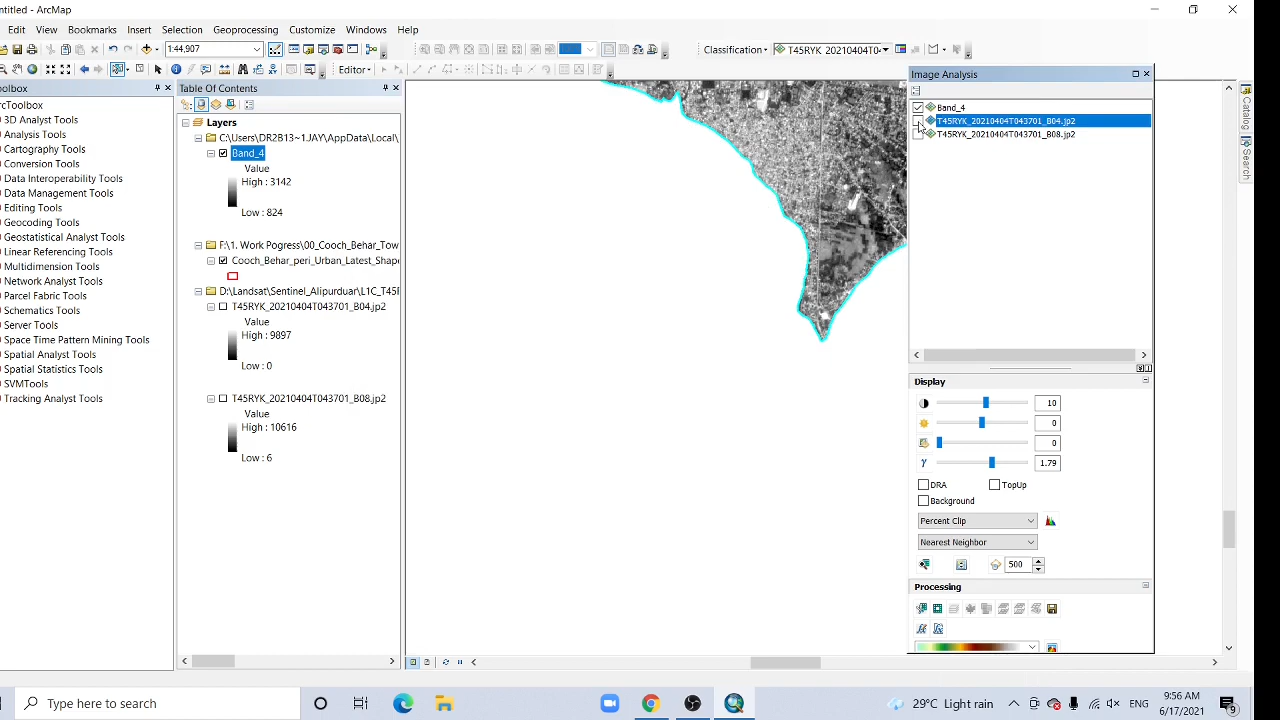 ntitled - ArcMap
Edit View Bookmarks Insert Selection Geoprocessing Customize Windows Help
1:44,907
Classification
T45RYK_20210404T04
Editor
oolbox
Table Of Contents
Image Analysis
rcToolbox
3D Analyst Tools
Analysis Tools
Cartography Tools
Conversion Tools
Data Interoperability Tools
Data Management Tools
Editing Tools
Geocoding Tools
Geostatistical Analyst Tools
Linear Referencing Tools
Multidimension Tools
Network Analyst Tools
Parcel Fabric Tools
Schematics Tools
Server Tools
Space Time Pattern Mining Tools
Spatial Analyst Tools
Spatial Statistics Tools
SVMTools
Tracking Analyst Tools
Layers
C:\Users\DR2B13~1.JAY\AppData\Local\
Band_4
Value
High : 3142
Low : 824
F:\1. Work Pogress\00_Cooch_Behar_Tow
Cooch_Behar_peri_Urban_Latest_Shape
D:\Landsat\Sentinel_Alipurduar\L1C_T45F
T45RYK_20210404T043701_B04.jp2
Value
High : 9897
Low : 0
T45RYK_20210404T043701_B08.jp2
Value
High : 10616
Low : 6
Band_4
T45RYK_20210404T043701_B04.jp2
T45RYK_20210404T043701_B08.jp2
Display
10
0
0
γ 1.79
DRA TopUp
Background
Percent Clip
Nearest Neighbor
500
Processing
Catalog
Search
Type here to search
29°C Light rain
9:56 AM
6/17/2021
9